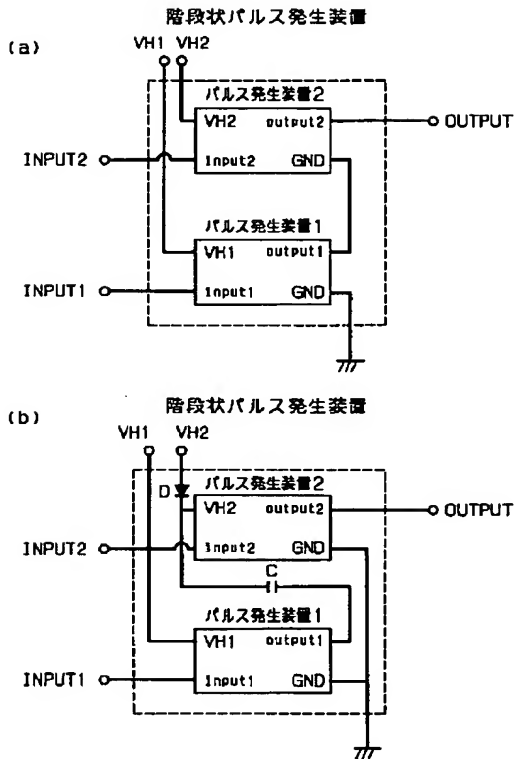 階段状パルス発生装置
(a)
VH1 VH2
パルス発生装置2
VH2 output2
OUTPUT
INPUT2
Input2 GND
パルス発生装置1
VH1 output1
INPUT1
Input1 GND
階段状パルス発生装置
(b)
VH1 VH2
D
パルス発生装置2
VH2 output2
OUTPUT
INPUT2
Input2 GND
C
パルス発生装置1
VH1 output1
INPUT1
Input1 GND